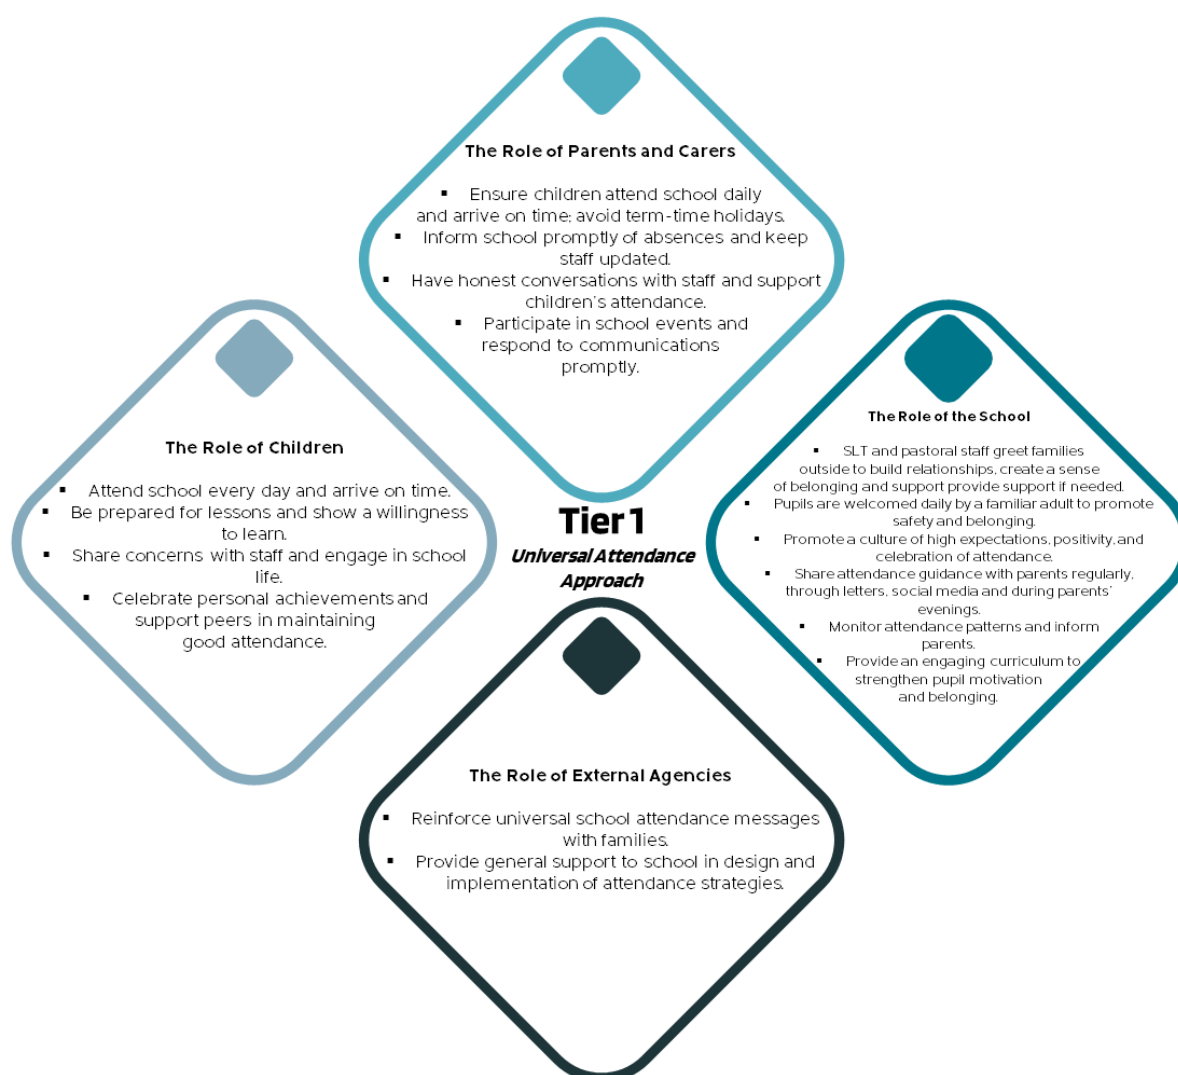 The Role of Parents and Carers
▪ Ensure children attend school daily
and arrive on time; avoid term-time holidays.
▪ Inform school promptly of absences and keep
staff updated.
▪ Have honest conversations with staff and support
children's attendance.
▪ Participate in school events and
respond to communications
promptly.
The Role of Children
▪ Attend school every day and arrive on time.
▪ Be prepared for lessons and show a willingness
to learn.
▪ Share concerns with staff and engage in school
life.
▪ Celebrate personal achievements and
support peers in maintaining
good attendance.
Tier 1
Universal Attendance
Approach
The Role of the School
▪ SLT and pastoral staff greet families
outside to build relationships, create a sense
of belonging and support provide support if needed.
▪ Pupils are welcomed daily by a familiar adult to promote
safety and belonging.
▪ Promote a culture of high expectations, positivity, and
celebration of attendance.
▪ Share attendance guidance with parents regularly,
through letters, social media and during parents'
evenings.
▪ Monitor attendance patterns and inform
parents.
▪ Provide an engaging curriculum to
strengthen pupil motivation
and belonging.
The Role of External Agencies
▪ Reinforce universal school attendance messages
with families.
▪ Provide general support to school in design and
implementation of attendance strategies.